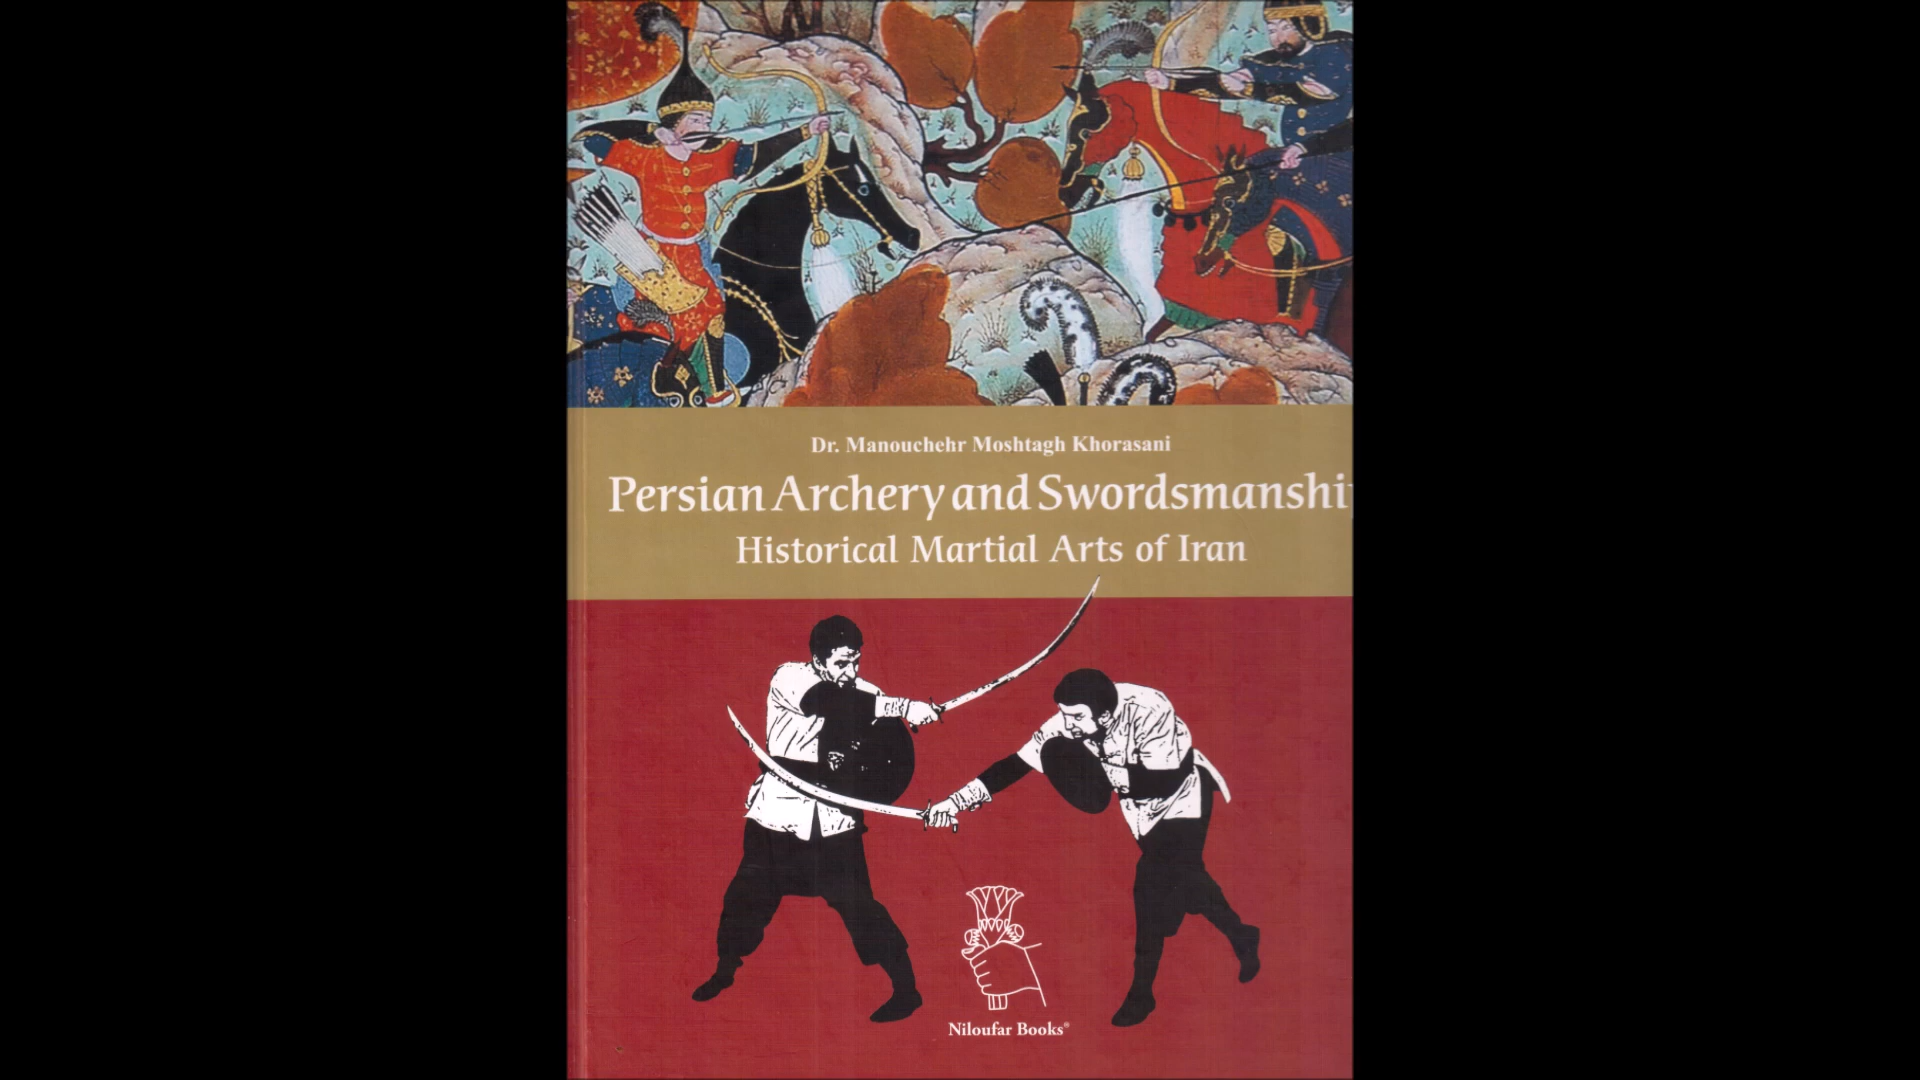 Dr. Manouchehr Moshtagh Khorasani
Persian Archery and Swordsmanshi
Historical Martial Arts of Iran
Niloufar Books®